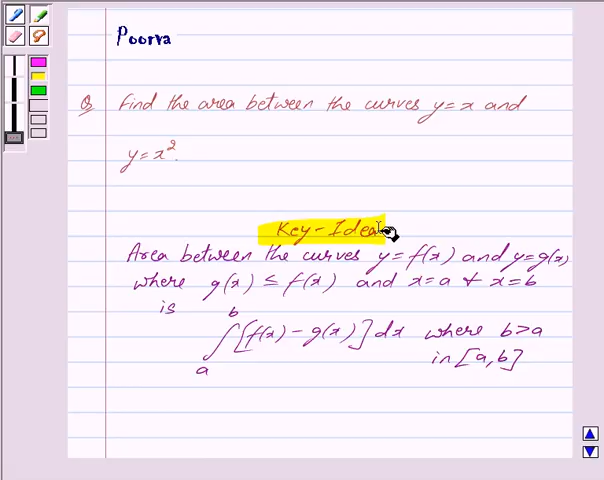 Poorva
Q Find the area between the curves y=x and
y=x².
Key-Idea
Area between the curves y=f(x) and y=g(x)
where g(x) ≤ f(x) and x=a & x=b
is ∫ₐᵇ [f(x) - g(x)] dx where b>a
in [a,b]